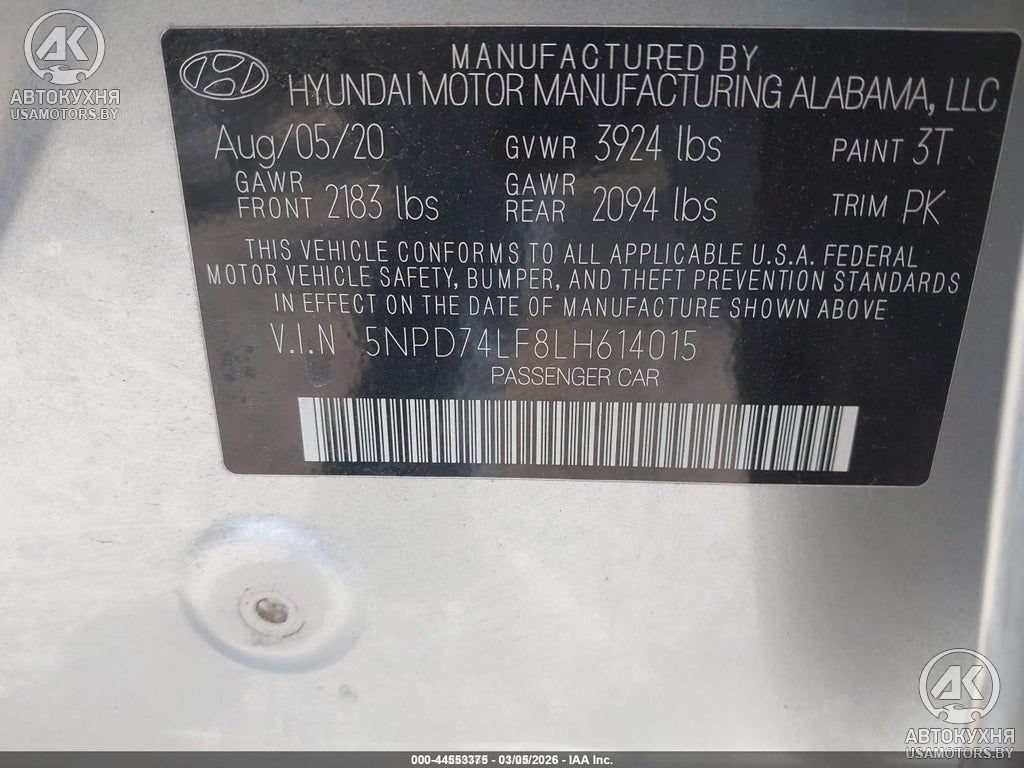 AK
АВТОКУХНЯ
USAMOTORS.BY
MANUFACTURED BY
HYUNDAI MOTOR MANUFACTURING ALABAMA, LLC
Aug/05/20 GVWR 3924 lbs PAINT 3T
GAWR FRONT 2183 lbs GAWR REAR 2094 lbs TRIM PK
THIS VEHICLE CONFORMS TO ALL APPLICABLE U.S.A. FEDERAL
MOTOR VEHICLE SAFETY, BUMPER, AND THEFT PREVENTION STANDARDS
IN EFFECT ON THE DATE OF MANUFACTURE SHOWN ABOVE
V.I.N 5NPD74LF8LH614015
PASSENGER CAR
AK
АВТОКУХНЯ
USAMOTORS.BY
000-44553375 - 03/05/2026 - IAA Inc.